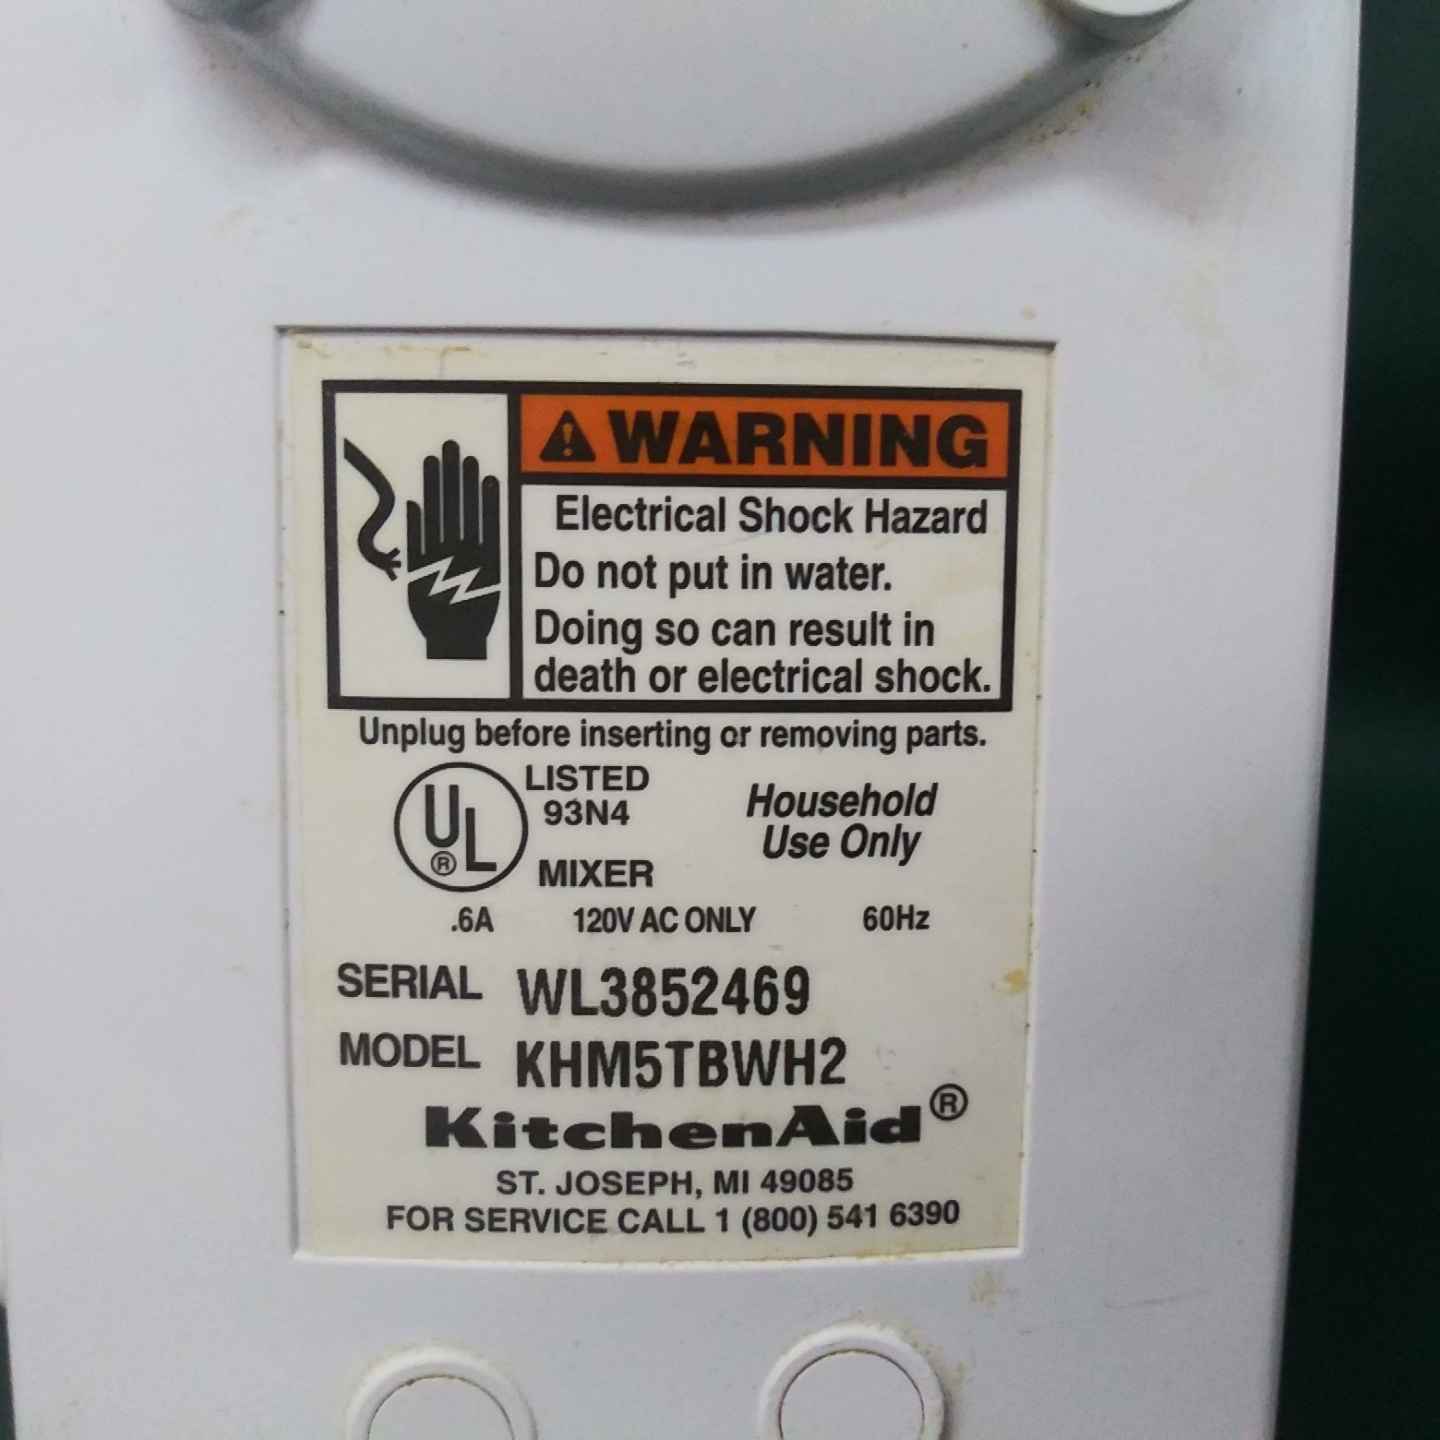 WARNING
Electrical Shock Hazard
Do not put in water.
Doing so can result in
death or electrical shock.
Unplug before inserting or removing parts.
UL®
LISTED
93N4
MIXER
Household
Use Only
.6A 120V AC ONLY 60Hz
SERIAL WL3852469
MODEL KHM5TBWH2
KitchenAid®
ST. JOSEPH, MI 49085
FOR SERVICE CALL 1 (800) 541 6390